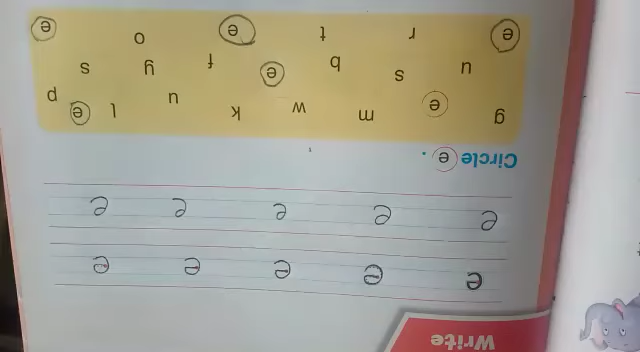 Write
e e e e e
e e e e e
Circle e .
g e m w k u l e d
n s b e f y s
e r t e o e